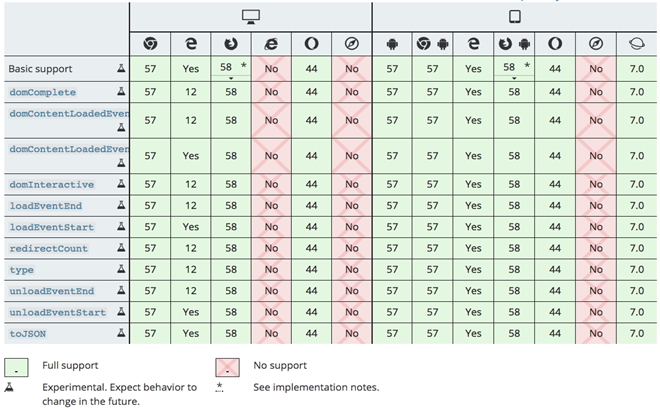 Basic support 57 Yes 58 * No 44 No 57 57 Yes 58 * 44 No 7.0
domComplete 57 12 58 No 44 No 57 57 Yes 58 44 No 7.0
domContentLoadedEven 57 12 58 No 44 No 57 57 Yes 58 44 No 7.0
domContentLoadedEven 57 Yes 58 No 44 No 57 57 Yes 58 44 No 7.0
domInteractive 57 12 58 No 44 No 57 57 Yes 58 44 No 7.0
loadEventEnd 57 12 58 No 44 No 57 57 Yes 58 44 No 7.0
loadEventStart 57 Yes 58 No 44 No 57 57 Yes 58 44 No 7.0
redirectCount 57 12 58 No 44 No 57 57 Yes 58 44 No 7.0
type 57 12 58 No 44 No 57 57 Yes 58 44 No 7.0
unloadEventEnd 57 12 58 No 44 No 57 57 Yes 58 44 No 7.0
unloadEventStart 57 Yes 58 No 44 No 57 57 Yes 58 44 No 7.0
toJSON 57 Yes 58 No 44 No 57 57 Yes 58 44 No 7.0
Full support
No support
Experimental. Expect behavior to
change in the future.
* See implementation notes.